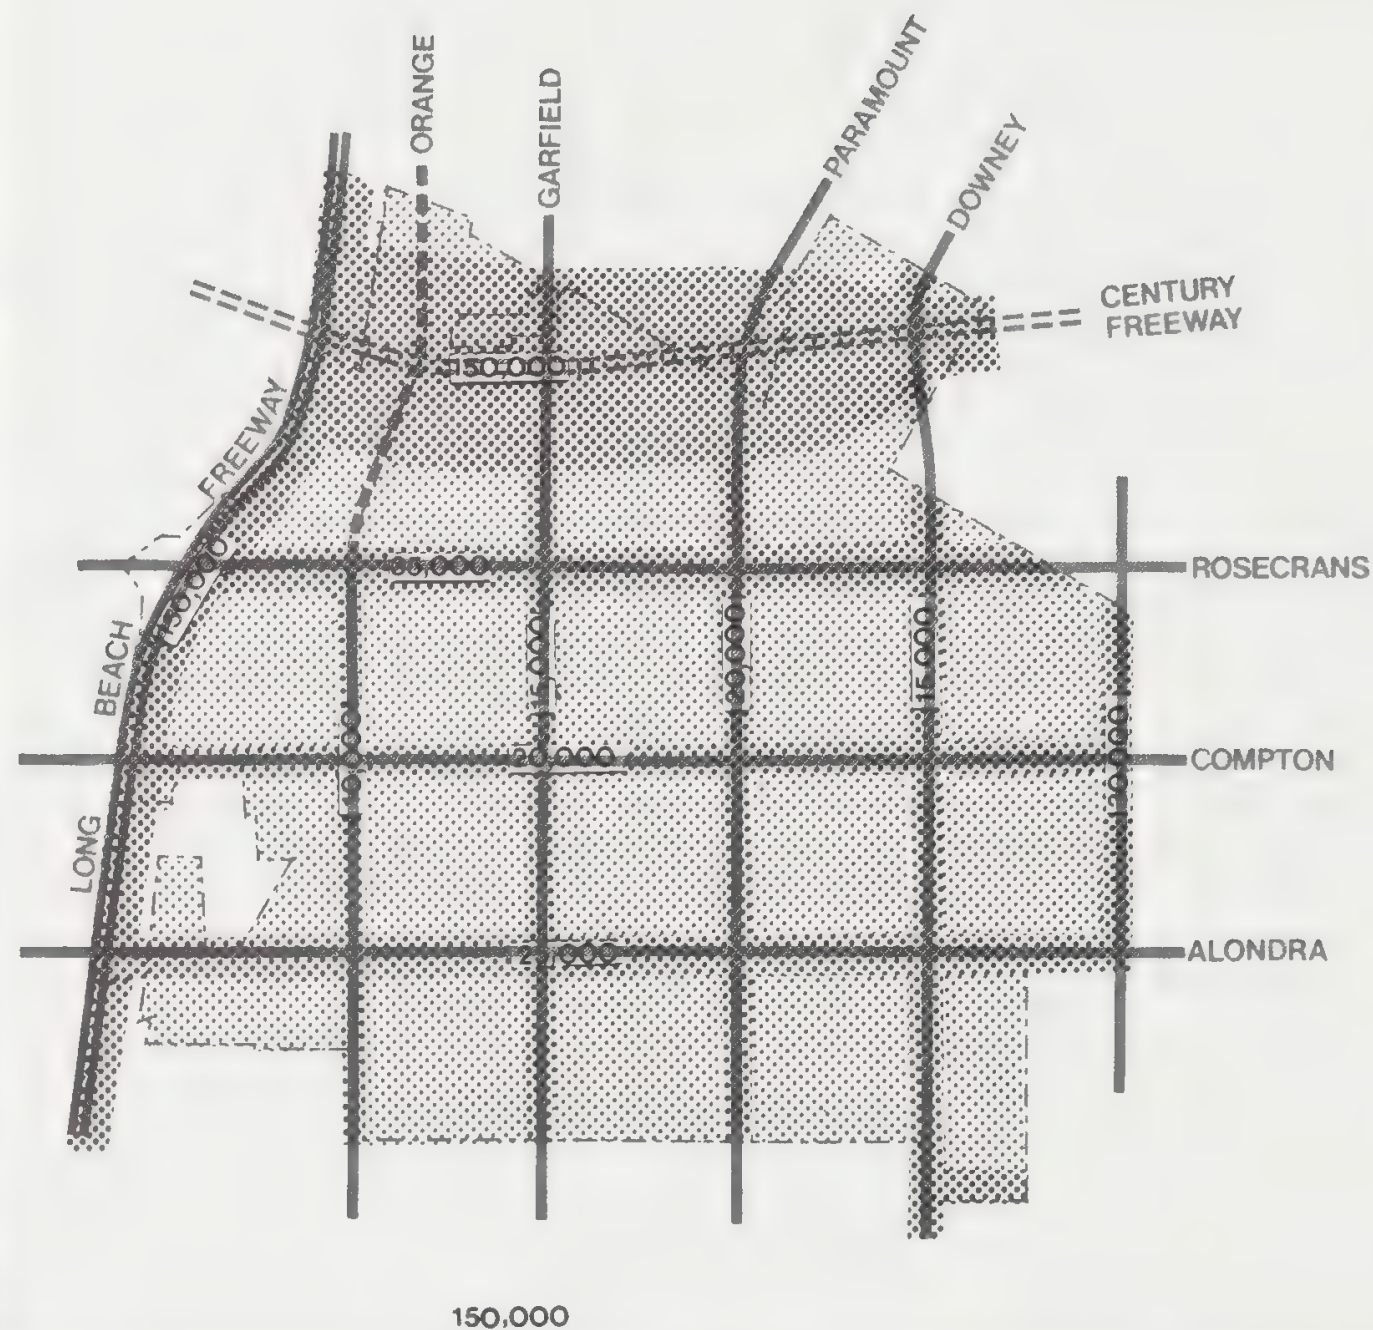 ORANGE
GARFIELD
PARAMOUNT
DOWNEY
CENTURY
FREEWAY
150,000
LONG BEACH FREEWAY
150,000
ROSECRANS
15,000
15,000
COMPTON
20,000
ALONDRA
150,000